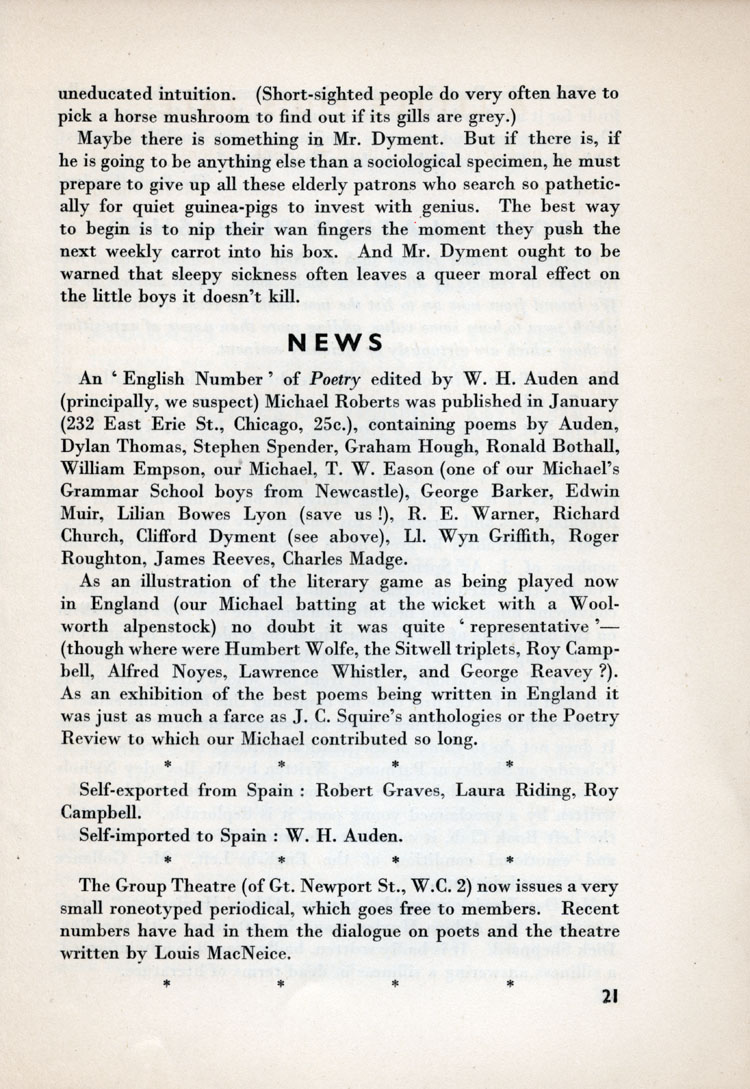 uneducated intuition. (Short-sighted people do very often have to
pick a horse mushroom to find out if its gills are grey.)
Maybe there is something in Mr. Dyment. But if there is, if
he is going to be anything else than a sociological specimen, he must
prepare to give up all these elderly patrons who search so pathetic-
ally for quiet guinea-pigs to invest with genius. The best way
to begin is to nip their wan fingers the moment they push the
next weekly carrot into his box. And Mr. Dyment ought to be
warned that sleepy sickness often leaves a queer moral effect on
the little boys it doesn't kill.
NEWS
An ‘ English Number ’ of Poetry edited by W. H. Auden and
(principally, we suspect) Michael Roberts was published in January
(232 East Erie St., Chicago, 25c.), containing poems by Auden,
Dylan Thomas, Stephen Spender, Graham Hough, Ronald Bothall,
William Empson, our Michael, T. W. Eason (one of our Michael's
Grammar School boys from Newcastle), George Barker, Edwin
Muir, Lilian Bowes Lyon (save us !), R. E. Warner, Richard
Church, Clifford Dyment (see above), Ll. Wyn Griffith, Roger
Roughton, James Reeves, Charles Madge.
As an illustration of the literary game as being played now
in England (our Michael batting at the wicket with a Wool-
worth alpenstock) no doubt it was quite ‘ representative ’—
(though where were Humbert Wolfe, the Sitwell triplets, Roy Camp-
bell, Alfred Noyes, Lawrence Whistler, and George Reavey ?).
As an exhibition of the best poems being written in England it
was just as much a farce as J. C. Squire's anthologies or the Poetry
Review to which our Michael contributed so long.
* * * *
Self-exported from Spain : Robert Graves, Laura Riding, Roy
Campbell.
Self-imported to Spain : W. H. Auden.
* * * *
The Group Theatre (of Gt. Newport St., W.C. 2) now issues a very
small roneotyped periodical, which goes free to members. Recent
numbers have had in them the dialogue on poets and the theatre
written by Louis MacNeice.
* * * *
21